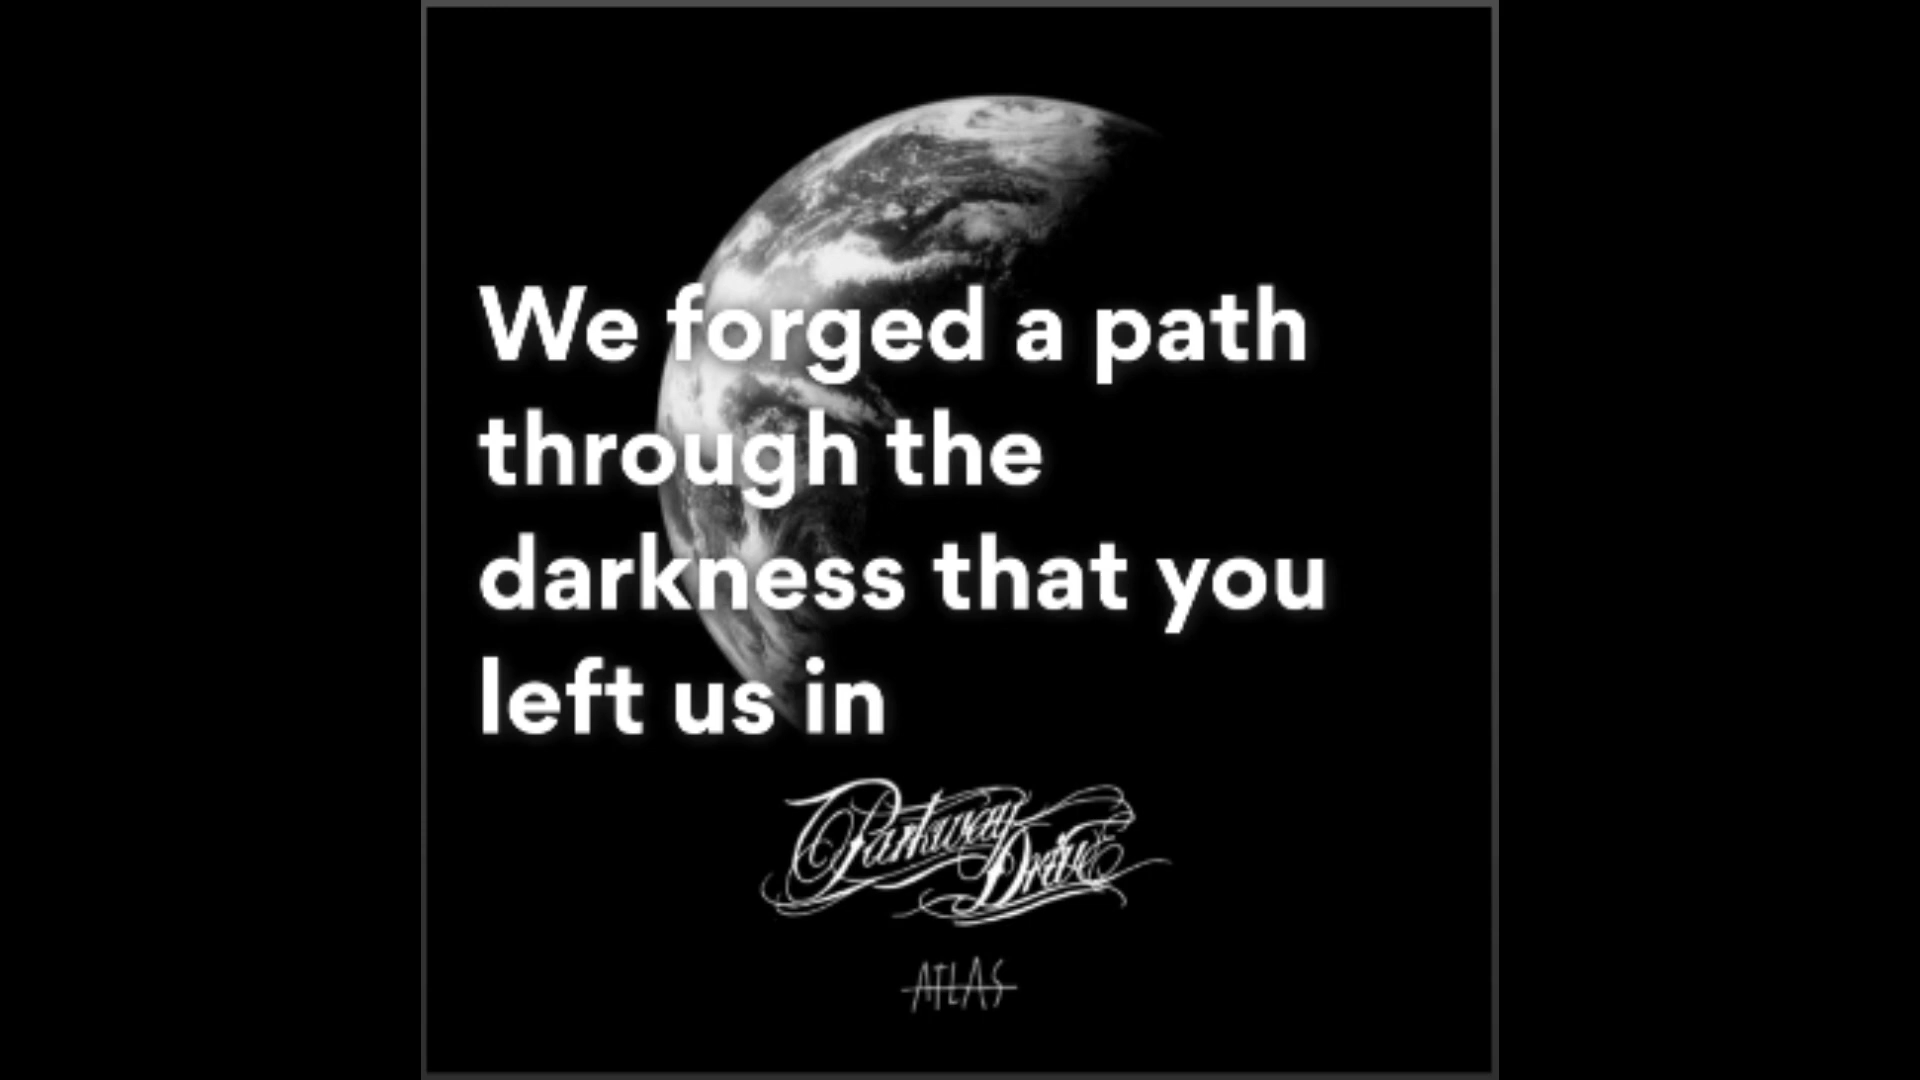 We forged a path
through the
darkness that you
left us in
Parkway
Drive
ATLAS